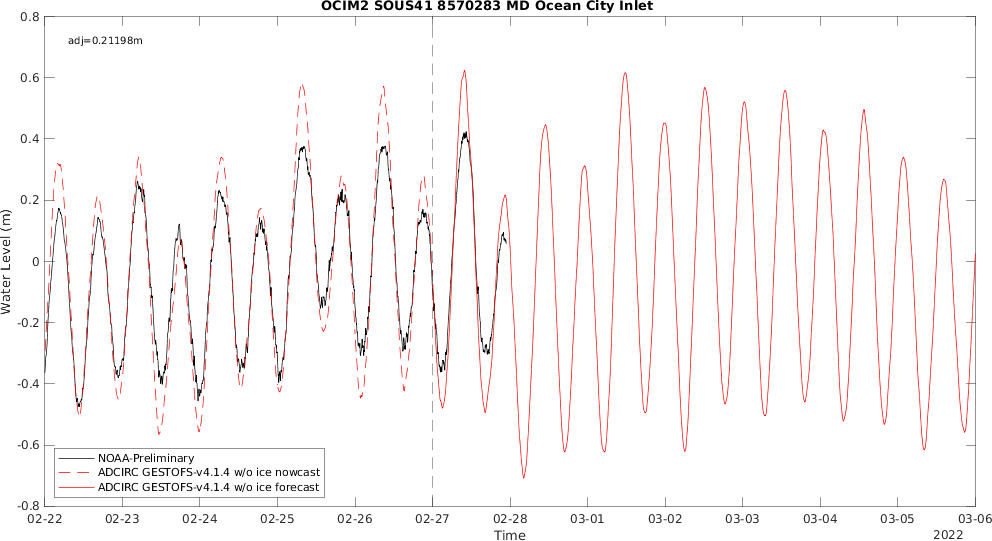 OCIM2 SOUS41 8570283 MD Ocean City Inlet
adj=0.21198m
0.8
0.6
0.4
0.2
0
-0.2
-0.4
-0.6
-0.8
Water Level (m)
NOAA-Preliminary
ADCIRC GESTOFS-v4.1.4 w/o ice nowcast
ADCIRC GESTOFS-v4.1.4 w/o ice forecast
02-22 02-23 02-24 02-25 02-26 02-27 02-28 03-01 03-02 03-03 03-04 03-05 03-06
Time
2022